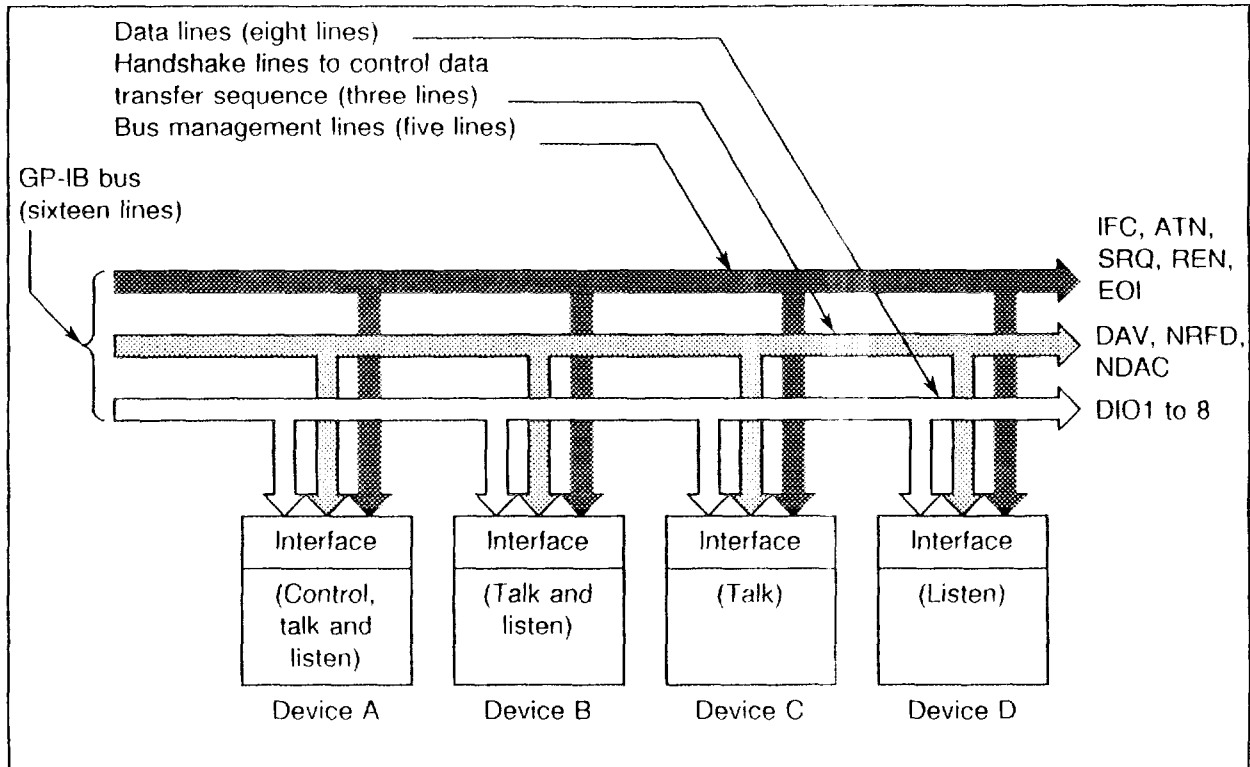 Data lines (eight lines)
Handshake lines to control data
transfer sequence (three lines)
Bus management lines (five lines)
GP-IB bus
(sixteen lines)
IFC, ATN,
SRQ, REN,
EOI
DAV, NRFD,
NDAC
DIO1 to 8
Interface
(Control,
talk and
listen)
Device A
Interface
(Talk and
listen)
Device B
Interface
(Talk)
Device C
Interface
(Listen)
Device D